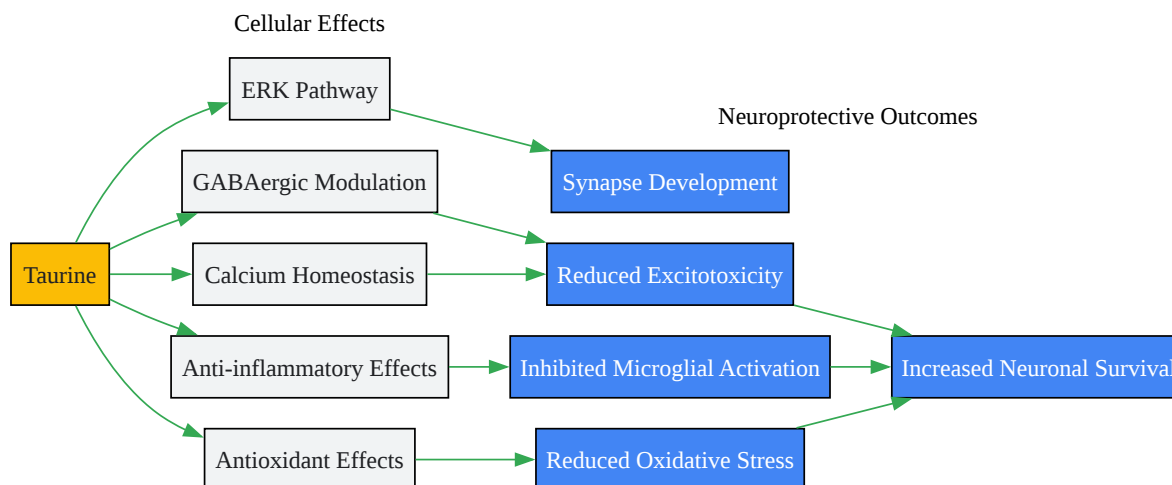 Cellular Effects
ERK Pathway
Neuroprotective Outcomes
GABAergic Modulation
Synapse Development
Taurine
Calcium Homeostasis
Reduced Excitotoxicity
Anti-inflammatory Effects
Inhibited Microglial Activation
Increased Neuronal Survival
Antioxidant Effects
Reduced Oxidative Stress